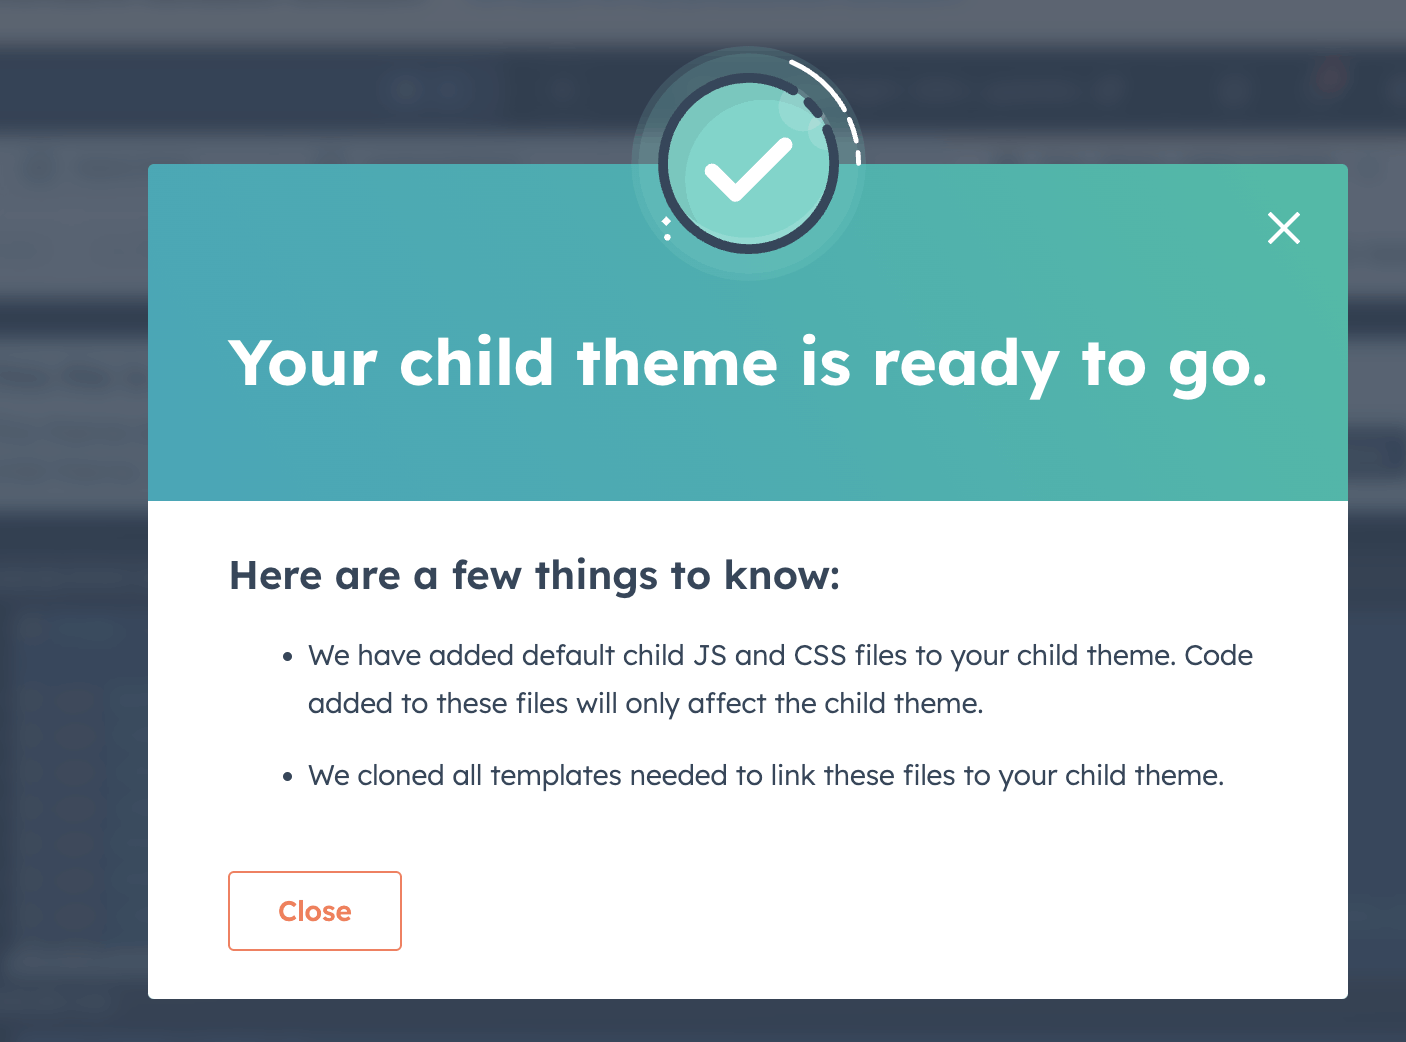 Your child theme is ready to go.
Here are a few things to know:
• We have added default child JS and CSS files to your child theme. Code
added to these files will only affect the child theme.
• We cloned all templates needed to link these files to your child theme.
Close